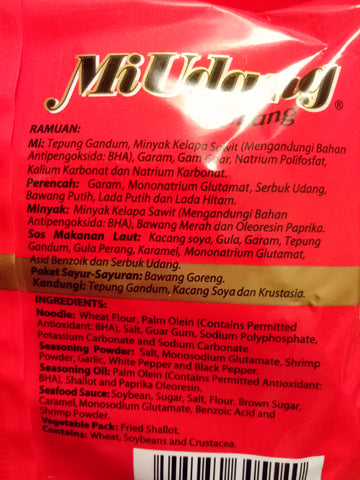 MiUdang®
RAMUAN:
Mi: Tepung Gandum, Minyak Kelapa Sawit (Mengandungi Bahan
Antipengoksida: BHA), Garam, Gam Guar, Natrium Polifosfat,
Kalium Karbonat dan Natrium Karbonat.
Perencah: Garam, Mononatrium Glutamat, Serbuk Udang,
Bawang Putih, Lada Putih dan Lada Hitam.
Minyak: Minyak Kelapa Sawit (Mengandungi Bahan
Antipengoksida: BHA), Bawang Merah dan Oleoresin Paprika.
Sos Makanan Laut: Kacang soya, Gula, Garam, Tepung
Gandum, Gula Perang, Karamel, Mononatrium Glutamat,
Asid Benzoik dan Serbuk Udang.
Paket Sayur-Sayuran: Bawang Goreng.
Kandungi: Tepung Gandum, Kacang Soya dan Krustasia.
INGREDIENTS:
Noodle: Wheat Flour, Palm Olein (Contains Permitted
Antioxidant: BHA), Salt, Guar Gum, Sodium Polyphosphate,
Potassium Carbonate and Sodium Carbonate.
Seasoning Powder: Salt, Monosodium Glutamate, Shrimp
Powder, Garlic, White Pepper and Black Pepper.
Seasoning Oil: Palm Olein (Contains Permitted Antioxidant:
BHA), Shallot and Paprika Oleoresin.
Seafood Sauce: Soybean, Sugar, Salt, Flour, Brown Sugar,
Caramel, Monosodium Glutamate, Benzoic Acid and
Shrimp Powder.
Vegetable Pack: Fried Shallot.
Contains: Wheat, Soybeans and Crustacea.